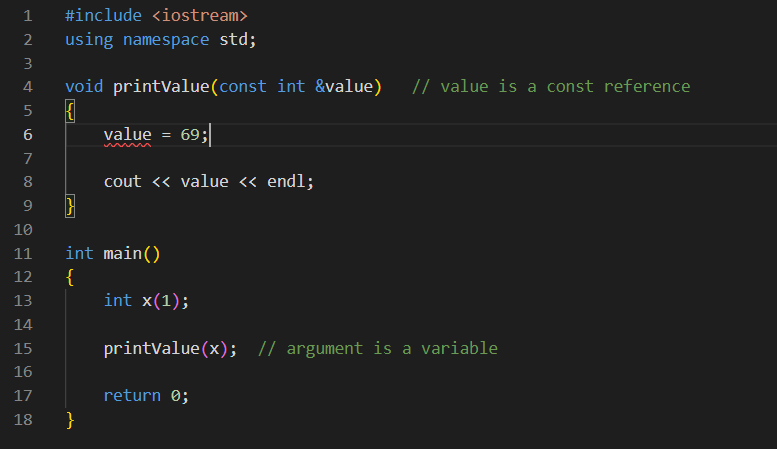 1 #include <iostream>
2 using namespace std;
3
4 void printValue(const int &value)   // value is a const reference
5 {
6     value = 69;
7
8     cout << value << endl;
9 }
10
11 int main()
12 {
13     int x(1);
14
15     printValue(x);  // argument is a variable
16
17     return 0;
18 }